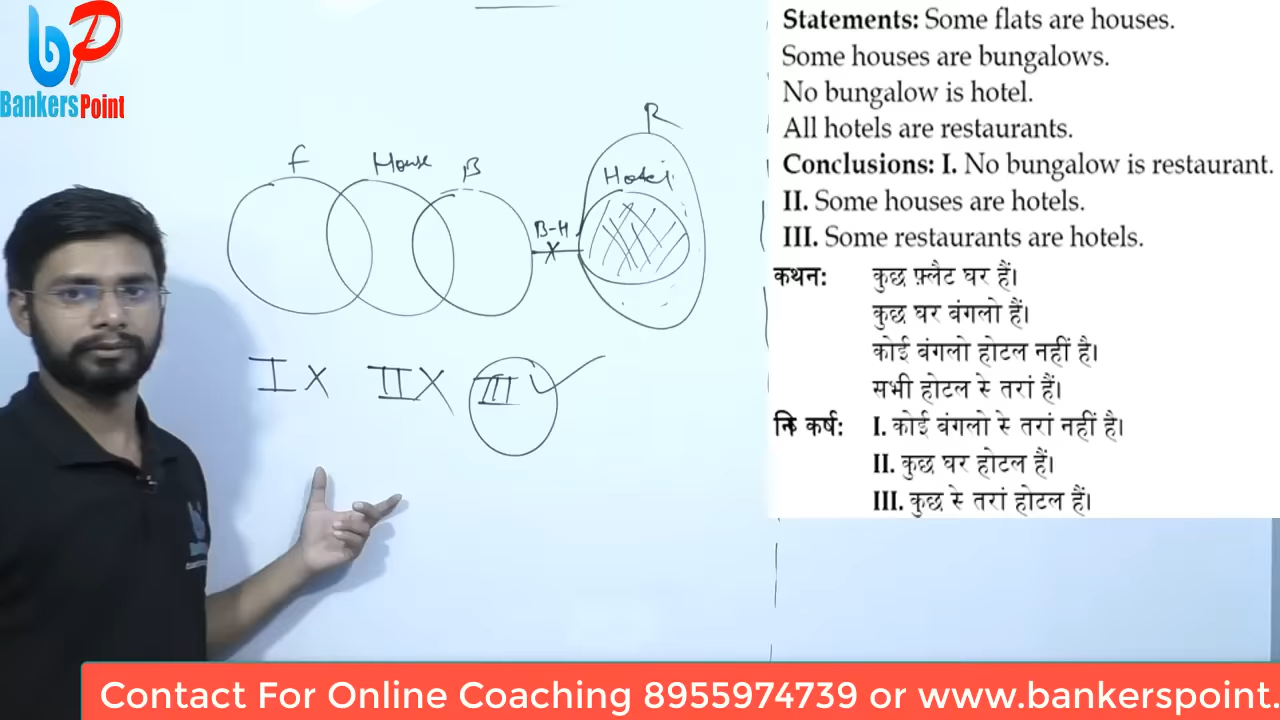 bp
BankersPoint
Statements: Some flats are houses.
Some houses are bungalows.
No bungalow is hotel.
All hotels are restaurants.
Conclusions: I. No bungalow is restaurant.
II. Some houses are hotels.
III. Some restaurants are hotels.
कथन: कुछ फ़्लैट घर हैं।
कुछ घर बंगलो हैं।
कोई बंगलो होटल नहीं है।
सभी होटल रे तरां हैं।
नि कर्ष: I. कोई बंगलो रे तरां नहीं है।
II. कुछ घर होटल हैं।
III. कुछ रे तरां होटल हैं।
F House B
R
Hotel
B-H
X
I X II X III ✓
Contact For Online Coaching 8955974739 or www.bankerspoint.